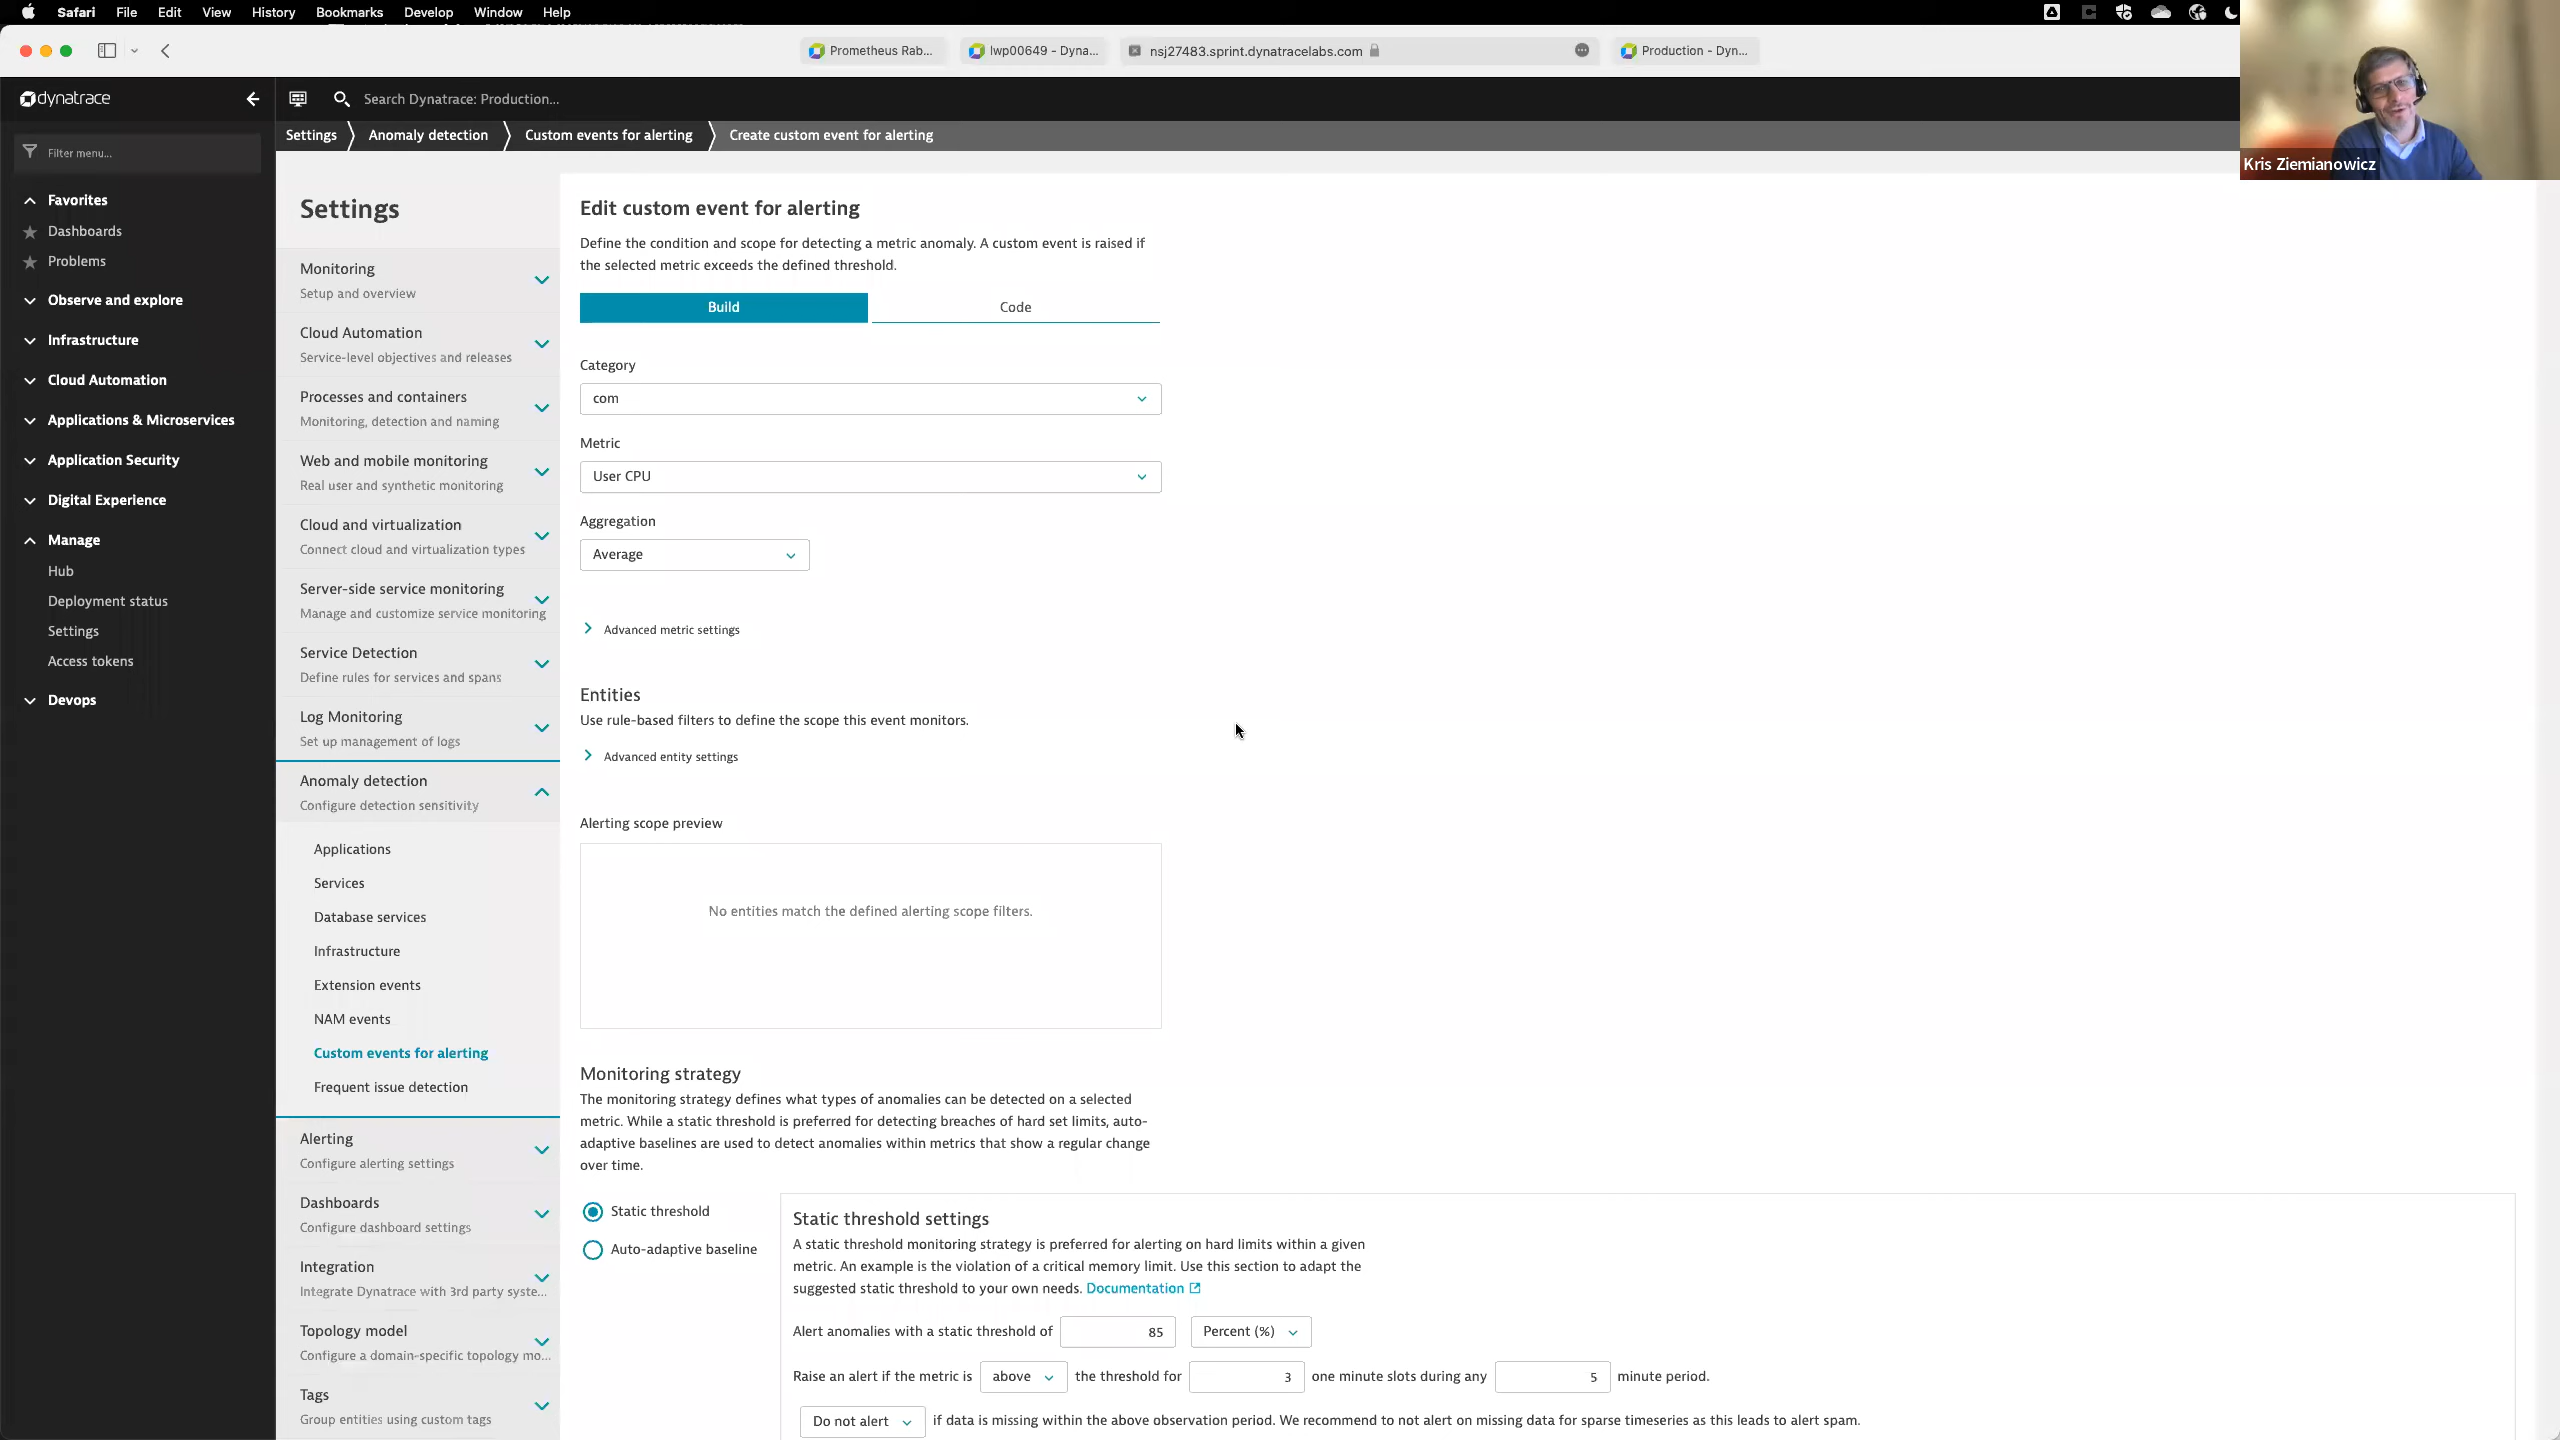 Safari File Edit View History Bookmarks Develop Window Help
Prometheus Rab...
lwp00649 - Dyna...
nsj27483.sprint.dynatracelabs.com
Production - Dyn...
dynatrace
Search Dynatrace: Production...
Kris Ziemianowicz
Settings
Anomaly detection
Custom events for alerting
Create custom event for alerting
Filter menu...
Favorites
Dashboards
Problems
Observe and explore
Infrastructure
Cloud Automation
Applications & Microservices
Application Security
Digital Experience
Manage
Hub
Deployment status
Settings
Access tokens
Devops
Settings
Monitoring
Setup and overview
Cloud Automation
Service-level objectives and releases
Processes and containers
Monitoring, detection and naming
Web and mobile monitoring
Real user and synthetic monitoring
Cloud and virtualization
Connect cloud and virtualization types
Server-side service monitoring
Manage and customize service monitoring
Service Detection
Define rules for services and spans
Log Monitoring
Set up management of logs
Anomaly detection
Configure detection sensitivity
Applications
Services
Database services
Infrastructure
Extension events
NAM events
Custom events for alerting
Frequent issue detection
Alerting
Configure alerting settings
Dashboards
Configure dashboard settings
Integration
Integrate Dynatrace with 3rd party syste...
Topology model
Configure a domain-specific topology mo...
Tags
Group entities using custom tags
Edit custom event for alerting
Define the condition and scope for detecting a metric anomaly. A custom event is raised if
the selected metric exceeds the defined threshold.
Build
Code
Category
com
Metric
User CPU
Aggregation
Average
Advanced metric settings
Entities
Use rule-based filters to define the scope this event monitors.
Advanced entity settings
Alerting scope preview
No entities match the defined alerting scope filters.
Monitoring strategy
The monitoring strategy defines what types of anomalies can be detected on a selected
metric. While a static threshold is preferred for detecting breaches of hard set limits, auto-
adaptive baselines are used to detect anomalies within metrics that show a regular change
over time.
Static threshold
Auto-adaptive baseline
Static threshold settings
A static threshold monitoring strategy is preferred for alerting on hard limits within a given
metric. An example is the violation of a critical memory limit. Use this section to adapt the
suggested static threshold to your own needs. Documentation
Alert anomalies with a static threshold of 85 Percent (%)
Raise an alert if the metric is above the threshold for 3 one minute slots during any 5 minute period.
Do not alert if data is missing within the above observation period. We recommend to not alert on missing data for sparse timeseries as this leads to alert spam.